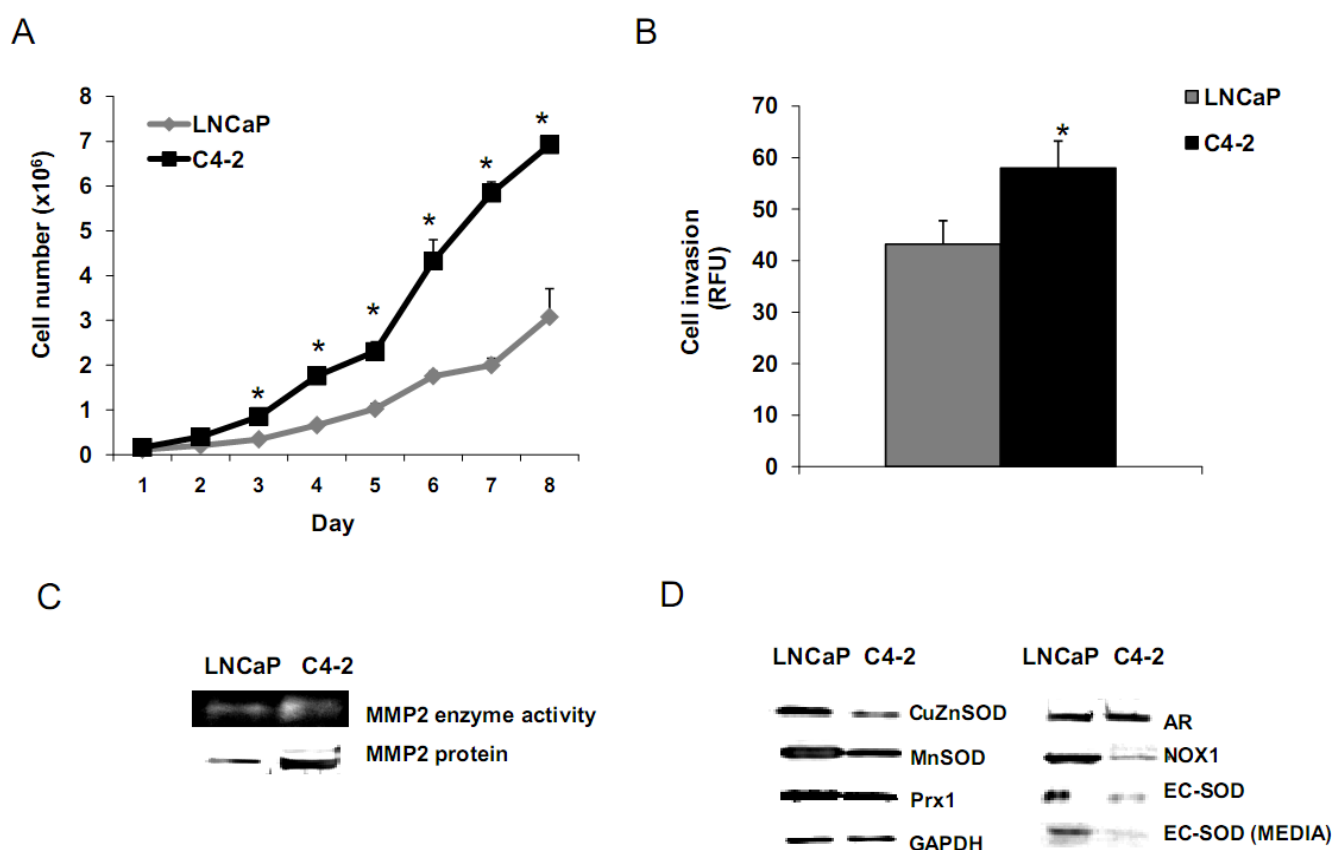 A
8
7
6
5
4
3
2
1
0
Cell number (x10⁶)
LNCaP
C4-2
*
*
*
*
*
*
1 2 3 4 5 6 7 8
Day
B
80
70
60
50
40
30
20
10
0
Cell invasion
(RFU)
*
LNCaP
C4-2
C
LNCaP C4-2
MMP2 enzyme activity
MMP2 protein
D
LNCaP C4-2
CuZnSOD
MnSOD
Prx1
GAPDH
LNCaP C4-2
AR
NOX1
EC-SOD
EC-SOD (MEDIA)